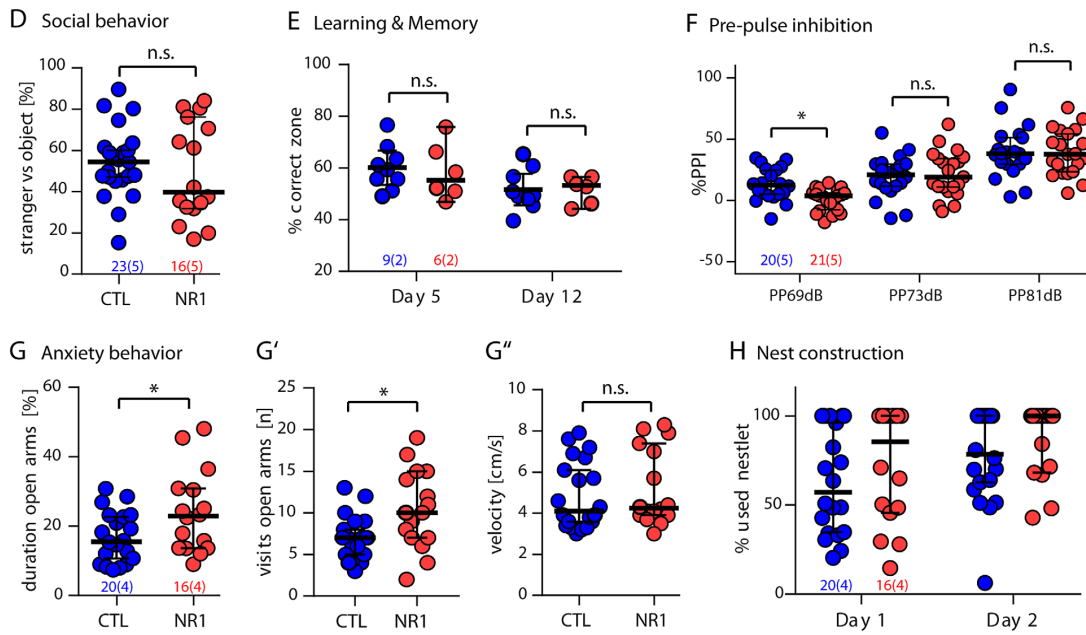 D Social behavior
stranger vs object [%]
100
80
60
40
20
0
n.s.
23(5)
16(5)
CTL
NR1
E Learning & Memory
% correct zone
100
80
60
40
20
n.s.
n.s.
9(2)
6(2)
Day 5
Day 12
F Pre-pulse inhibition
%PPI
100
50
0
-50
*
n.s.
n.s.
20(5)
21(5)
PP69dB
PP73dB
PP81dB
G Anxiety behavior
duration open arms [%]
60
40
20
0
*
20(4)
16(4)
CTL
NR1
G‘
visits open arms [n]
25
20
15
10
5
0
*
CTL
NR1
G“
velocity [cm/s]
10
8
6
4
2
0
n.s.
CTL
NR1
H Nest construction
% used nestlet
100
50
0
20(4)
16(4)
Day 1
Day 2